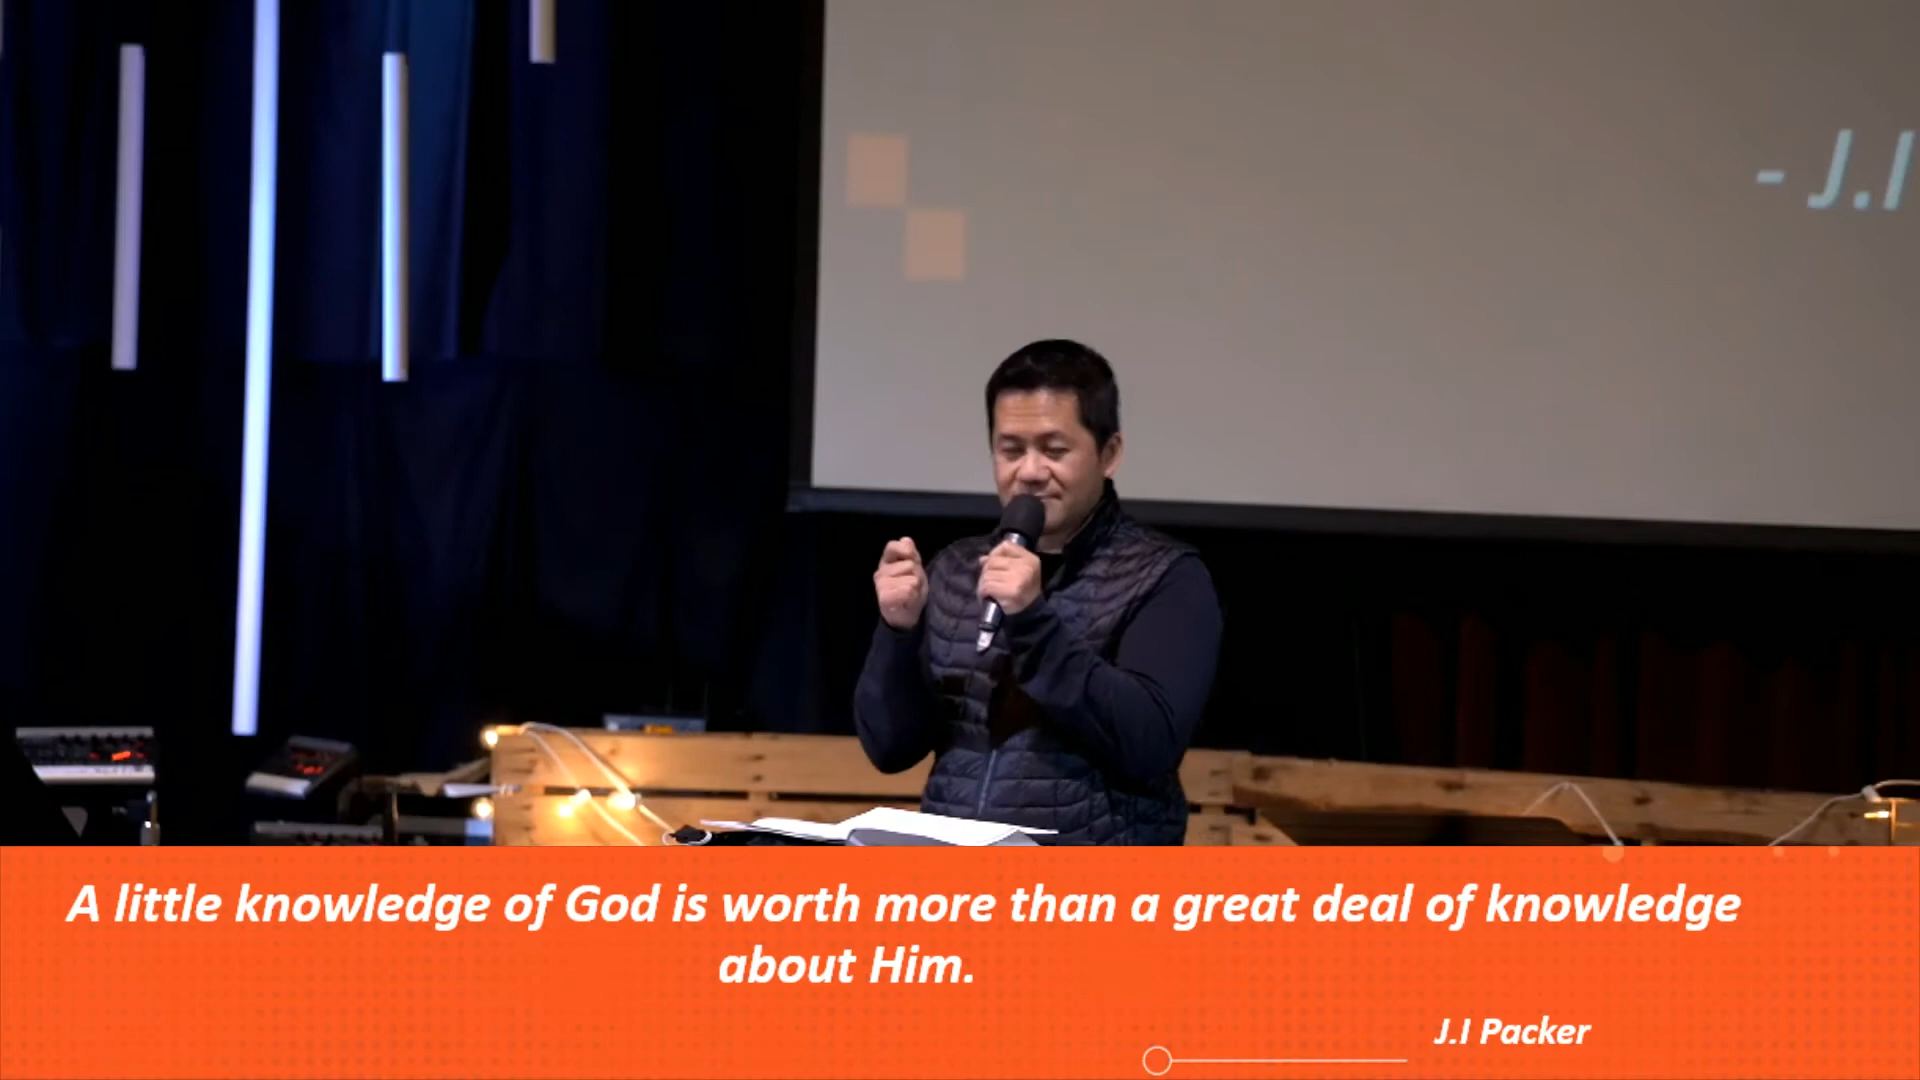 - J.I
A little knowledge of God is worth more than a great deal of knowledge
about Him.
J.I Packer